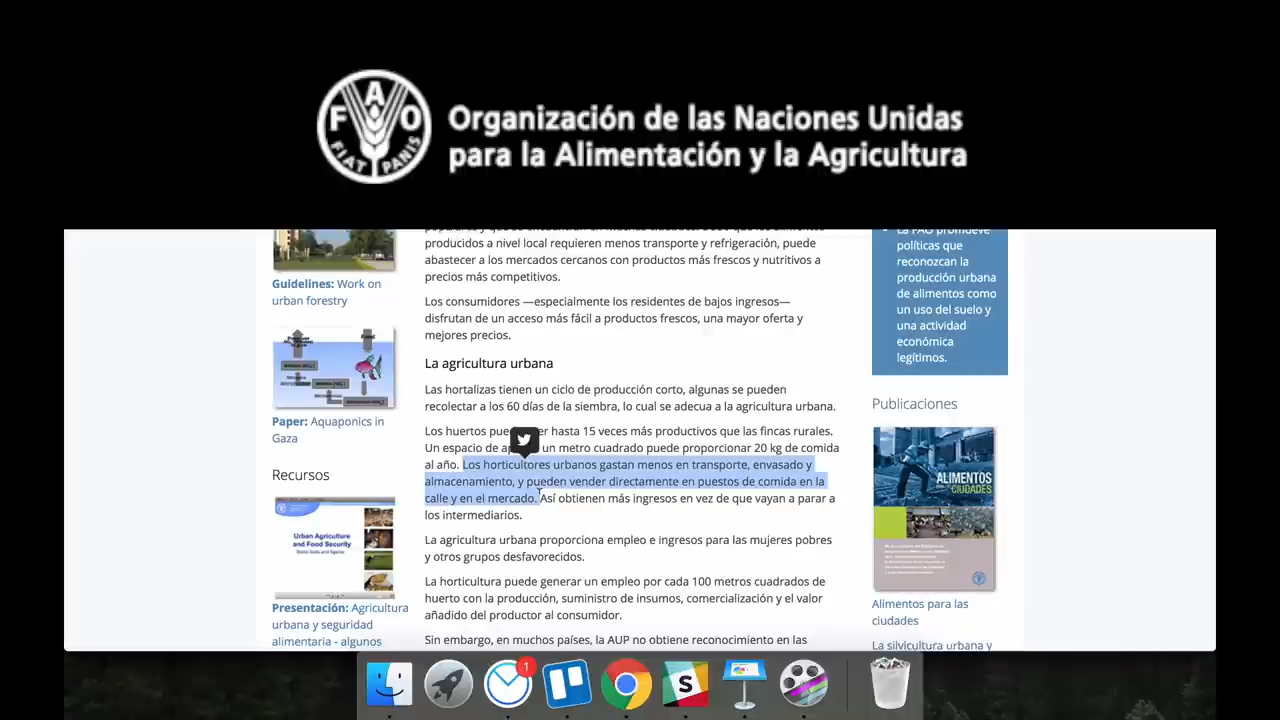 FAO
FIAT PANIS
Organización de las Naciones Unidas
para la Alimentación y la Agricultura
Guidelines: Work on
urban forestry
Paper: Aquaponics in
Gaza
Recursos
Urban Agriculture
and Food Security
Presentación: Agricultura
urbana y seguridad
alimentaria - algunos
producidos a nivel local requieren menos transporte y refrigeración, puede
abastecer a los mercados cercanos con productos más frescos y nutritivos a
precios más competitivos.
Los consumidores —especialmente los residentes de bajos ingresos—
disfrutan de un acceso más fácil a productos frescos, una mayor oferta y
mejores precios.
La agricultura urbana
Las hortalizas tienen un ciclo de producción corto, algunas se pueden
recolectar a los 60 días de la siembra, lo cual se adecua a la agricultura urbana.
Los huertos pue er hasta 15 veces más productivos que las fincas rurales.
Un espacio de ap un metro cuadrado puede proporcionar 20 kg de comida
al año. Los horticultores urbanos gastan menos en transporte, envasado y
almacenamiento, y pueden vender directamente en puestos de comida en la
calle y en el mercado. Así obtienen más ingresos en vez de que vayan a parar a
los intermediarios.
La agricultura urbana proporciona empleo e ingresos para las mujeres pobres
y otros grupos desfavorecidos.
La horticultura puede generar un empleo por cada 100 metros cuadrados de
huerto con la producción, suministro de insumos, comercialización y el valor
añadido del productor al consumidor.
Sin embargo, en muchos países, la AUP no obtiene reconocimiento en las
La FAO promueve
políticas que
reconozcan la
producción urbana
de alimentos como
un uso del suelo y
una actividad
económica
legítimos.
Publicaciones
ALIMENTOS
CIUDADES
Alimentos para las
ciudades
La silvicultura urbana y
1
S